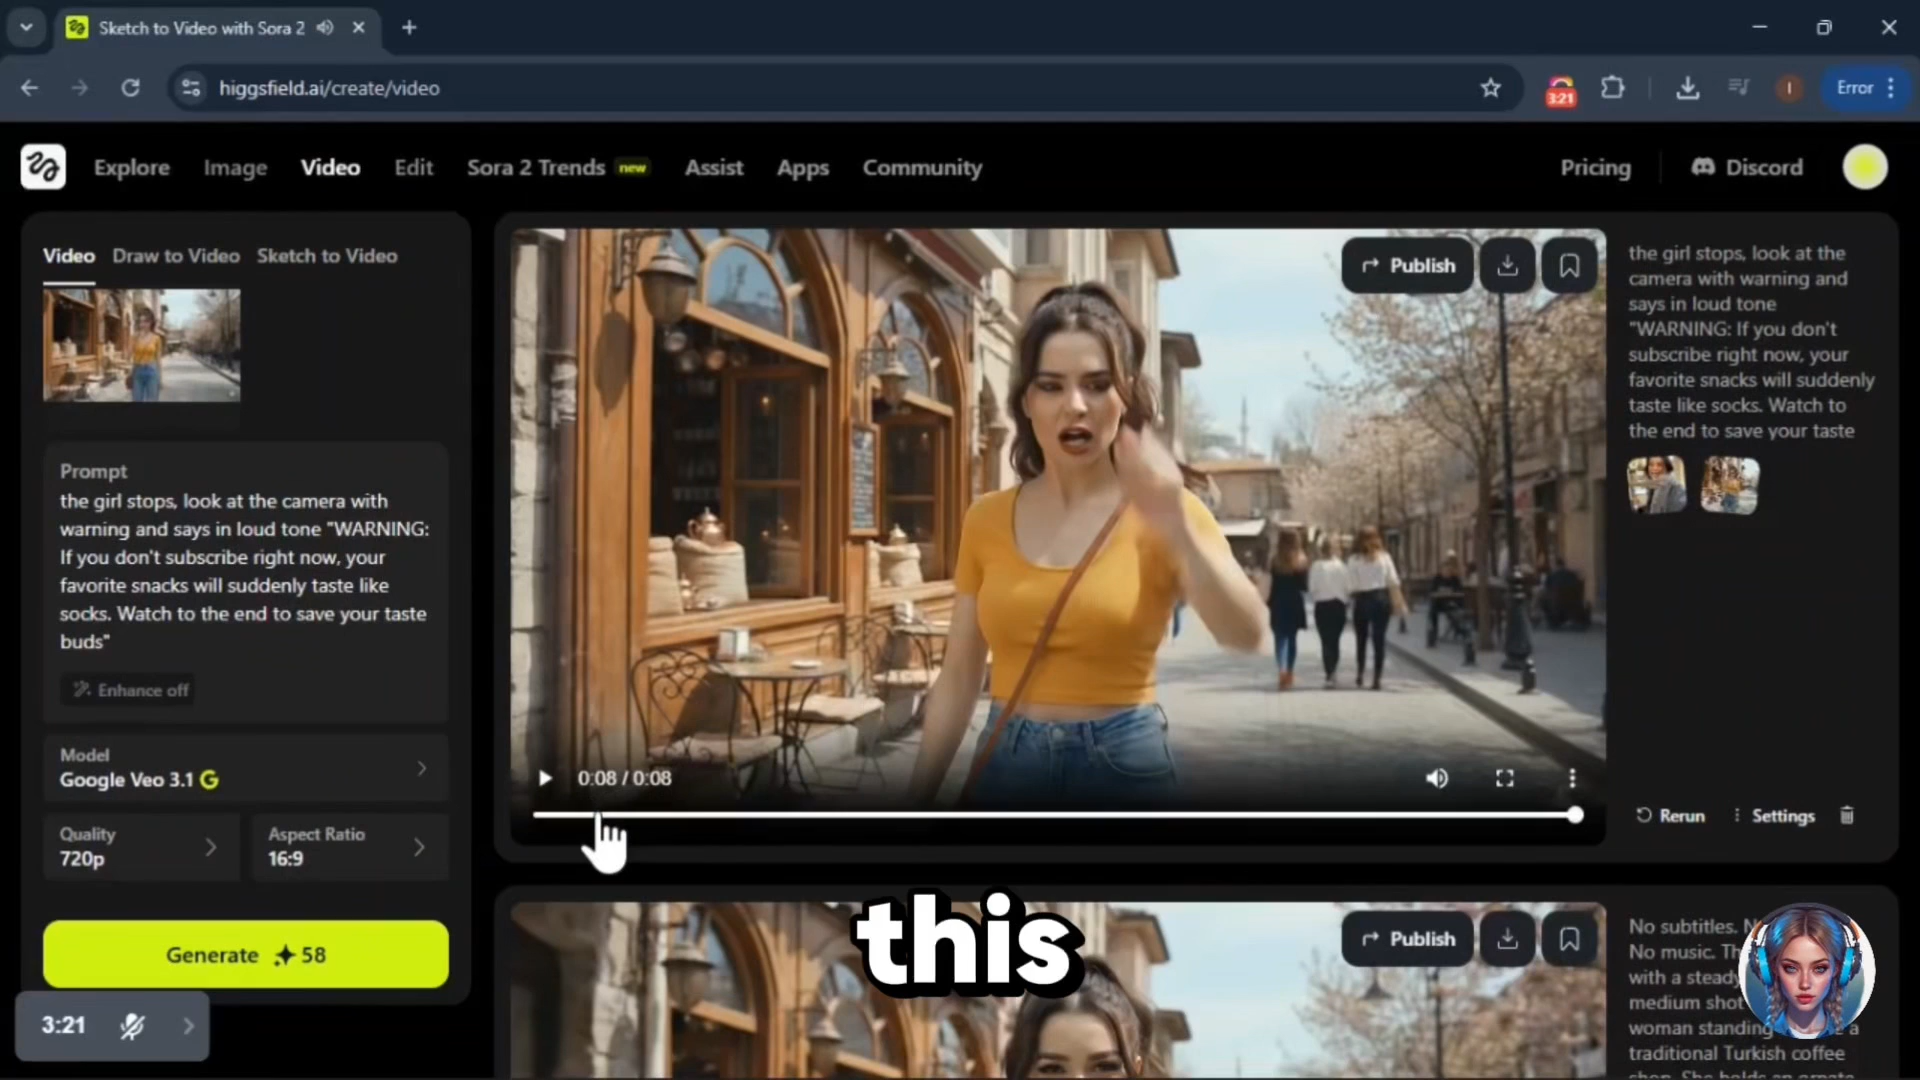 Sketch to Video with Sora 2
higgsfield.ai/create/video
3:21
I
Error
Explore
Image
Video
Edit
Sora 2 Trends new
Assist
Apps
Community
Pricing
Discord
Video
Draw to Video
Sketch to Video
Prompt
the girl stops, look at the camera with
warning and says in loud tone "WARNING:
If you don't subscribe right now, your
favorite snacks will suddenly taste like
socks. Watch to the end to save your taste
buds"
Enhance off
Model
Google Veo 3.1 G
Quality
720p
Aspect Ratio
16:9
Generate 58
3:21
Publish
0:08 / 0:08
the girl stops, look at the
camera with warning and
says in loud tone
"WARNING: If you don't
subscribe right now, your
favorite snacks will suddenly
taste like socks. Watch to
the end to save your taste
Rerun
Settings
this
Publish
No subtitles.
No music.
with a steady
medium shot
woman standing a
traditional Turkish coffee
shop. She holds an ornate